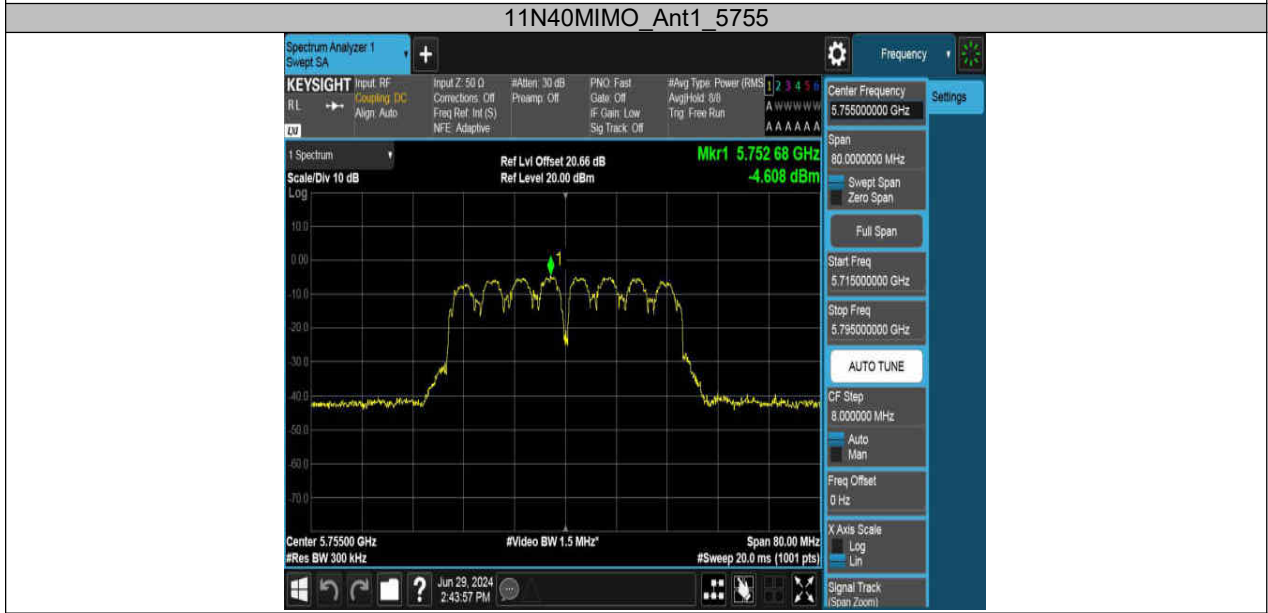 11N40MIMO_Ant1_5755
Spectrum Analyzer 1
Swept SA
+
Frequency
KEYSIGHT
RL
LXI
Input: RF
Coupling: DC
Align: Auto
Input Z: 50 Ω
Corrections: Off
Freq Ref: Int (S)
NFE: Adaptive
#Atten: 30 dB
Preamp: Off
PNO: Fast
Gate: Off
IF Gain: Low
Sig Track: Off
#Avg Type: Power (RMS
Avg|Hold: 8/8
Trig: Free Run
1 2 3 4 5 6
A W W W W W
A A A A A A
Center Frequency
5.755000000 GHz
Settings
Span
80.0000000 MHz
Swept Span
Zero Span
Full Span
Start Freq
5.715000000 GHz
Stop Freq
5.795000000 GHz
AUTO TUNE
CF Step
8.000000 MHz
Auto
Man
Freq Offset
0 Hz
X Axis Scale
Log
Lin
Signal Track
(Span Zoom)
1 Spectrum
Scale/Div 10 dB
Log
Ref Lvl Offset 20.66 dB
Ref Level 20.00 dBm
Mkr1 5.752 68 GHz
-4.608 dBm
10.0
0.00
-10.0
-20.0
-30.0
-40.0
-50.0
-60.0
-70.0
1
Center 5.75500 GHz
#Res BW 300 kHz
#Video BW 1.5 MHz*
Span 80.00 MHz
#Sweep 20.0 ms (1001 pts)
?
Jun 29, 2024
2:43:57 PM